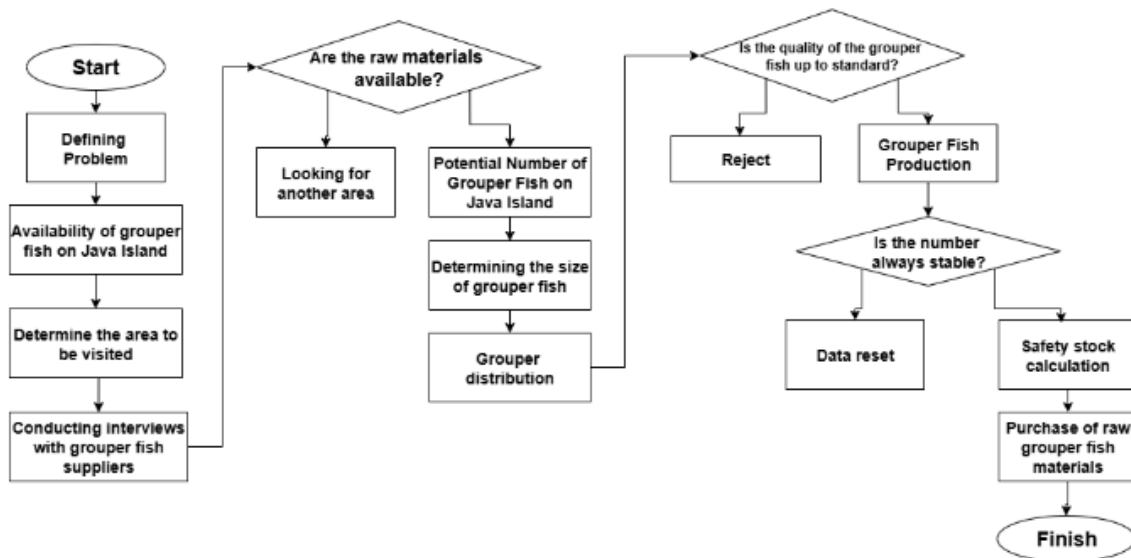 Start
Defining
Problem
Availability of grouper
fish on Java Island
Determine the area to
be visited
Conducting interviews
with grouper fish
suppliers
Are the raw materials
available?
Looking for
another area
Potential Number of
Grouper Fish on
Java Island
Determining the size
of grouper fish
Grouper
distribution
Is the quality of the grouper
fish up to standard?
Reject
Grouper Fish
Production
Is the number
always stable?
Data reset
Safety stock
calculation
Purchase of raw
grouper fish
materials
Finish